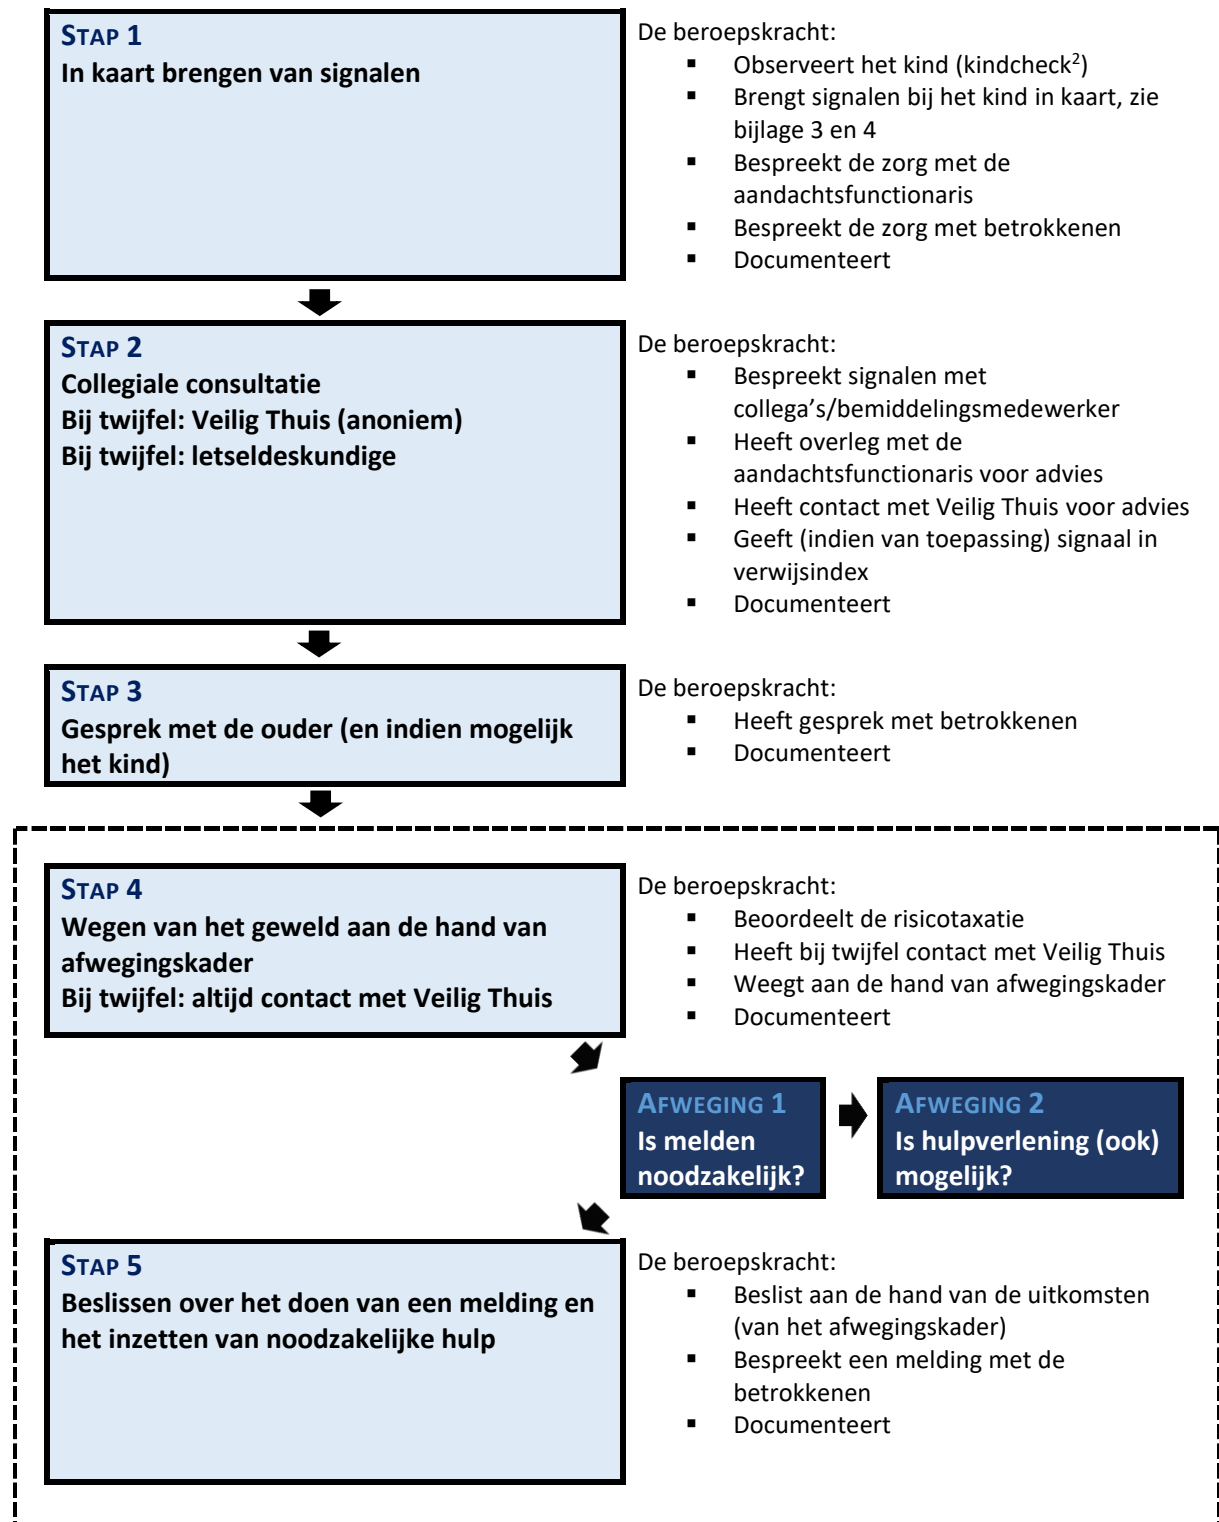 STAP 1
In kaart brengen van signalen
De beroepskracht:
▪ Observeert het kind (kindcheck²)
▪ Brengt signalen bij het kind in kaart, zie
bijlage 3 en 4
▪ Bespreekt de zorg met de
aandachtsfunctionaris
▪ Bespreekt de zorg met betrokkenen
▪ Documenteert
STAP 2
Collegiale consultatie
Bij twijfel: Veilig Thuis (anoniem)
Bij twijfel: letseldeskundige
De beroepskracht:
▪ Bespreekt signalen met
collega’s/bemiddelingsmedewerker
▪ Heeft overleg met de
aandachtsfunctionaris voor advies
▪ Heeft contact met Veilig Thuis voor advies
▪ Geeft (indien van toepassing) signaal in
verwijsindex
▪ Documenteert
STAP 3
Gesprek met de ouder (en indien mogelijk
het kind)
De beroepskracht:
▪ Heeft gesprek met betrokkenen
▪ Documenteert
STAP 4
Wegen van het geweld aan de hand van
afwegingskader
Bij twijfel: altijd contact met Veilig Thuis
De beroepskracht:
▪ Beoordeelt de risicotaxatie
▪ Heeft bij twijfel contact met Veilig Thuis
▪ Weegt aan de hand van afwegingskader
▪ Documenteert
AFWEGING 1
Is melden
noodzakelijk?
AFWEGING 2
Is hulpverlening (ook)
mogelijk?
STAP 5
Beslissen over het doen van een melding en
het inzetten van noodzakelijke hulp
De beroepskracht:
▪ Beslist aan de hand van de uitkomsten
(van het afwegingskader)
▪ Bespreekt een melding met de
betrokkenen
▪ Documenteert